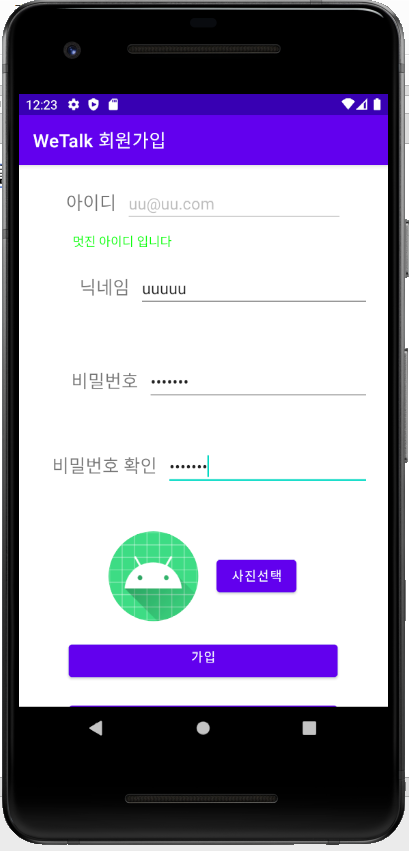 12:23
WeTalk 회원가입
아이디 uu@uu.com
멋진 아이디 입니다
닉네임 uuuuu
비밀번호 •••••••
비밀번호 확인 •••••••
사진선택
가입